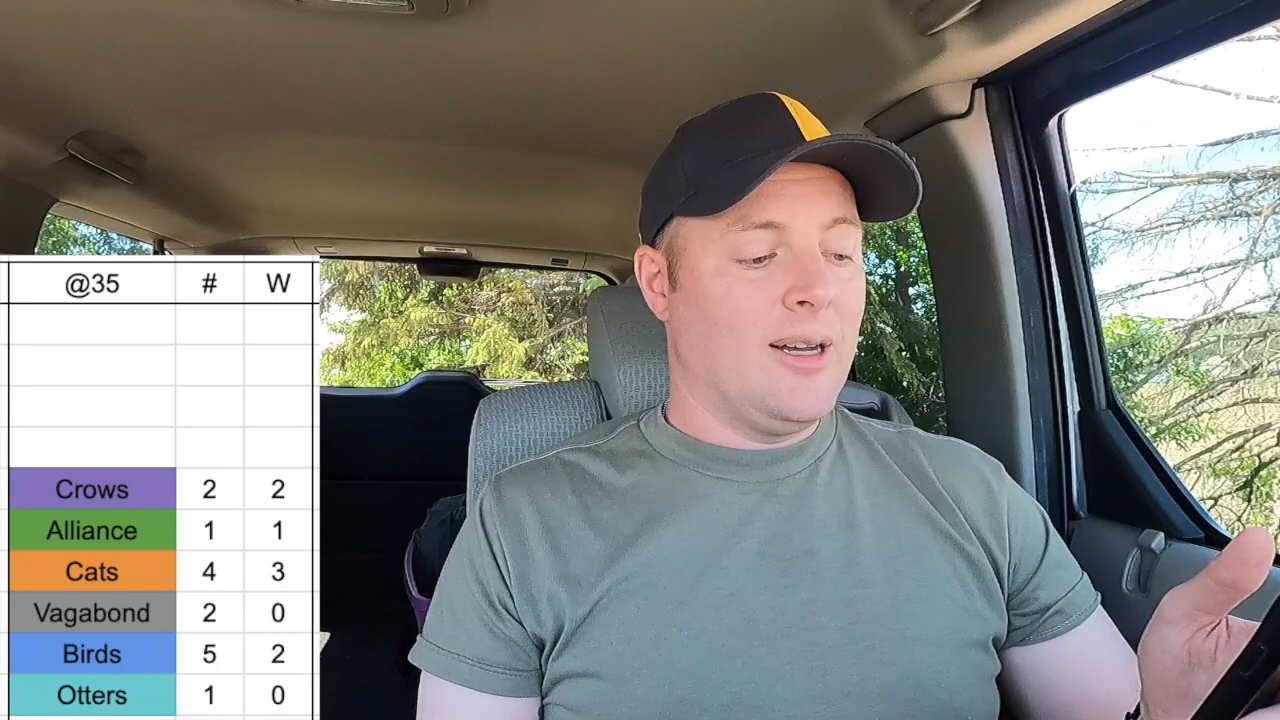 @35 # W
Crows 2 2
Alliance 1 1
Cats 4 3
Vagabond 2 0
Birds 5 2
Otters 1 0